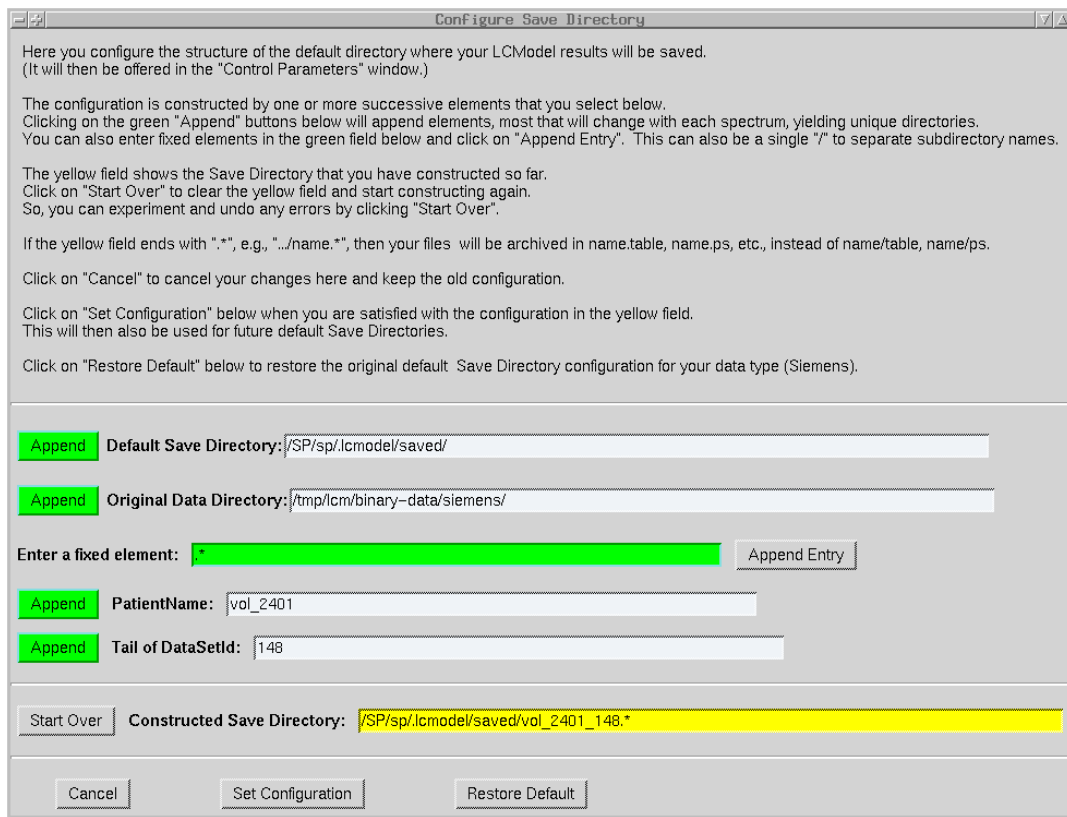 Configure Save Directory
Here you configure the structure of the default directory where your LCModel results will be saved.
(It will then be offered in the "Control Parameters" window.)
The configuration is constructed by one or more successive elements that you select below.
Clicking on the green "Append" buttons below will append elements, most that will change with each spectrum, yielding unique directories.
You can also enter fixed elements in the green field below and click on "Append Entry". This can also be a single "/" to separate subdirectory names.
The yellow field shows the Save Directory that you have constructed so far.
Click on "Start Over" to clear the yellow field and start constructing again.
So, you can experiment and undo any errors by clicking "Start Over".
If the yellow field ends with ".*", e.g., ".../name.*", then your files will be archived in name.table, name.ps, etc., instead of name/table, name/ps.
Click on "Cancel" to cancel your changes here and keep the old configuration.
Click on "Set Configuration" below when you are satisfied with the configuration in the yellow field.
This will then also be used for future default Save Directories.
Click on "Restore Default" below to restore the original default Save Directory configuration for your data type (Siemens).
Append Default Save Directory: /SP/sp/.lcmodel/saved/
Append Original Data Directory: /tmp/lcm/binary-data/siemens/
Enter a fixed element: .* Append Entry
Append PatientName: vol_2401
Append Tail of DataSetId: 148
Start Over Constructed Save Directory: /SP/sp/.lcmodel/saved/vol_2401_148.*
Cancel Set Configuration Restore Default